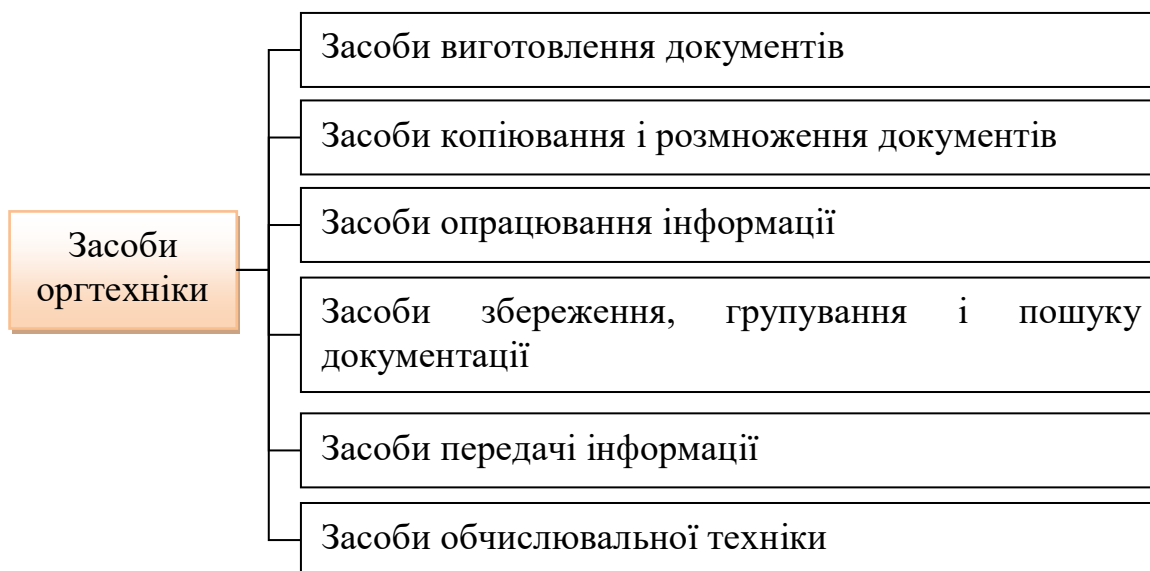 Засоби
оргтехніки
Засоби виготовлення документів
Засоби копіювання і розмноження документів
Засоби опрацювання інформації
Засоби збереження, групування і пошуку
документації
Засоби передачі інформації
Засоби обчислювальної техніки